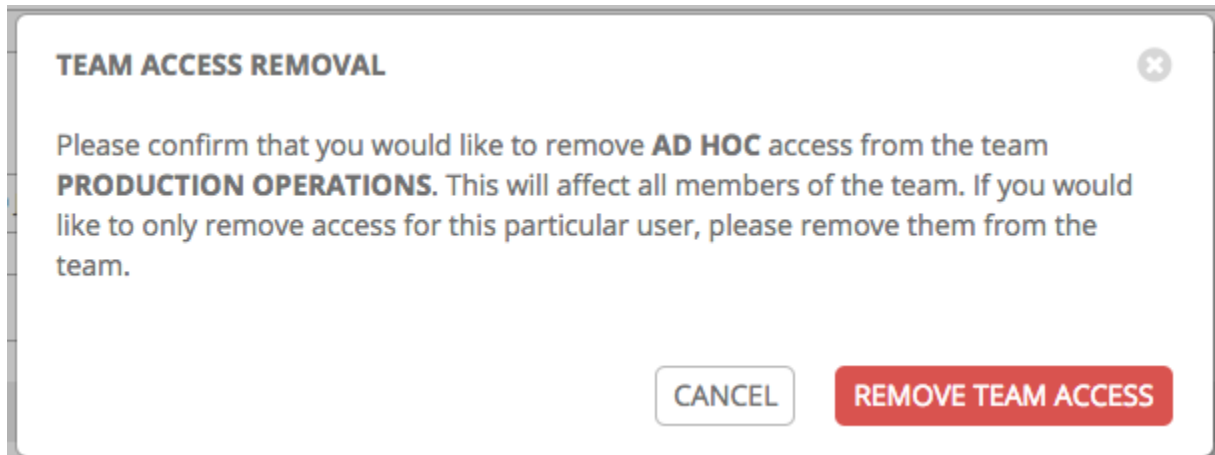 TEAM ACCESS REMOVAL
Please confirm that you would like to remove AD HOC access from the team
PRODUCTION OPERATIONS. This will affect all members of the team. If you would
like to only remove access for this particular user, please remove them from the
team.
CANCEL
REMOVE TEAM ACCESS